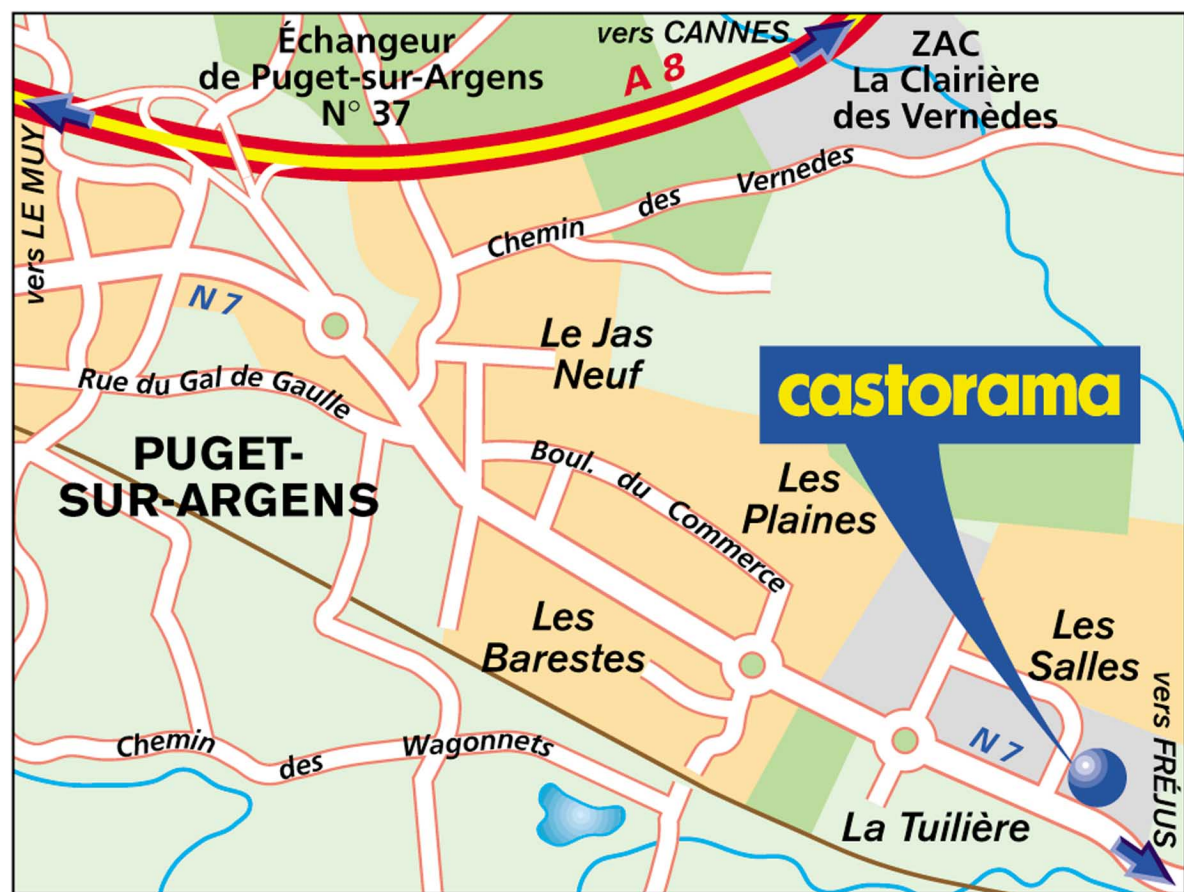 Échangeur
de Puget-sur-Argens
N° 37
vers CANNES
A 8
ZAC
La Clairière
des Vernèdes
vers LE MUY
Chemin des Vernedes
N 7
Le Jas
Neuf
Rue du Gal de Gaulle
castorama
PUGET-
SUR-ARGENS
Boul. du Commerce
Les
Plaines
Les
Barestes
Les
Salles
vers FRÉJUS
Chemin des Wagonnets
N 7
La Tuilière